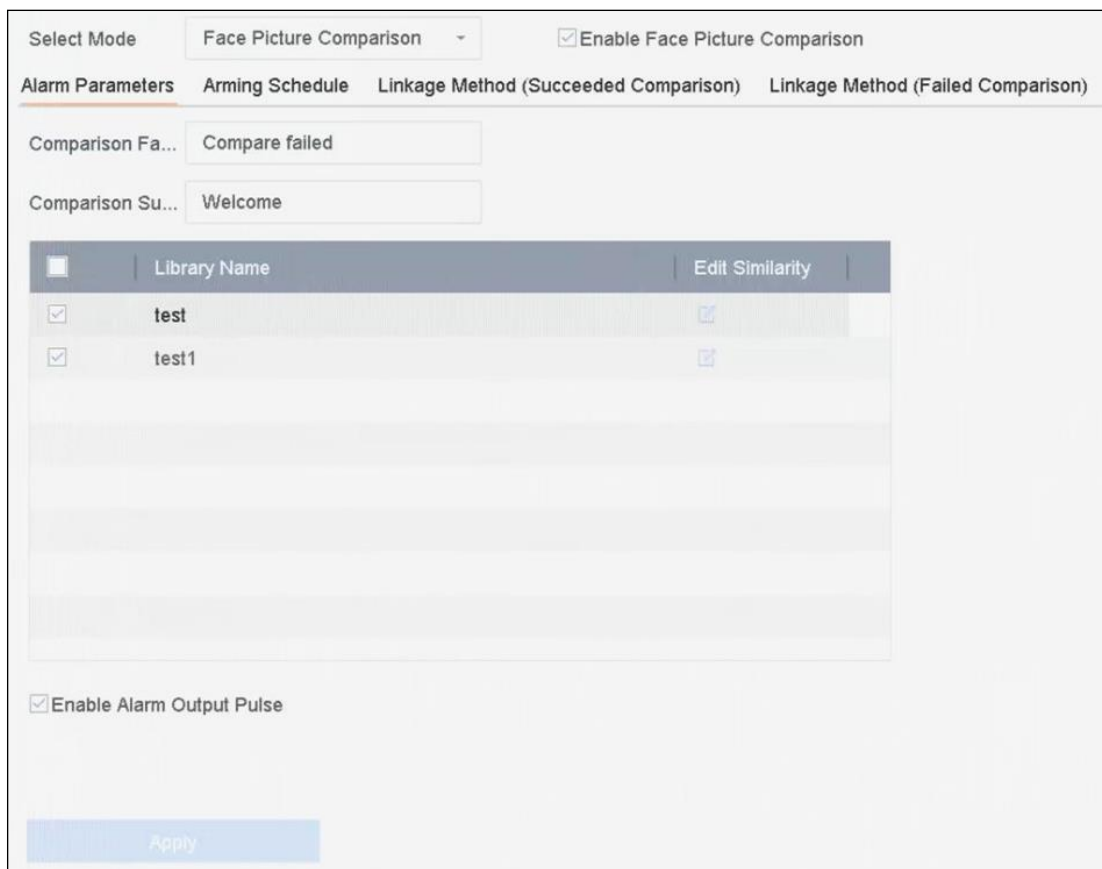 Select Mode Face Picture Comparison Enable Face Picture Comparison
Alarm Parameters Arming Schedule Linkage Method (Succeeded Comparison) Linkage Method (Failed Comparison)
Comparison Fa... Compare failed
Comparison Su... Welcome
Library Name Edit Similarity
test
test1
Enable Alarm Output Pulse
Apply